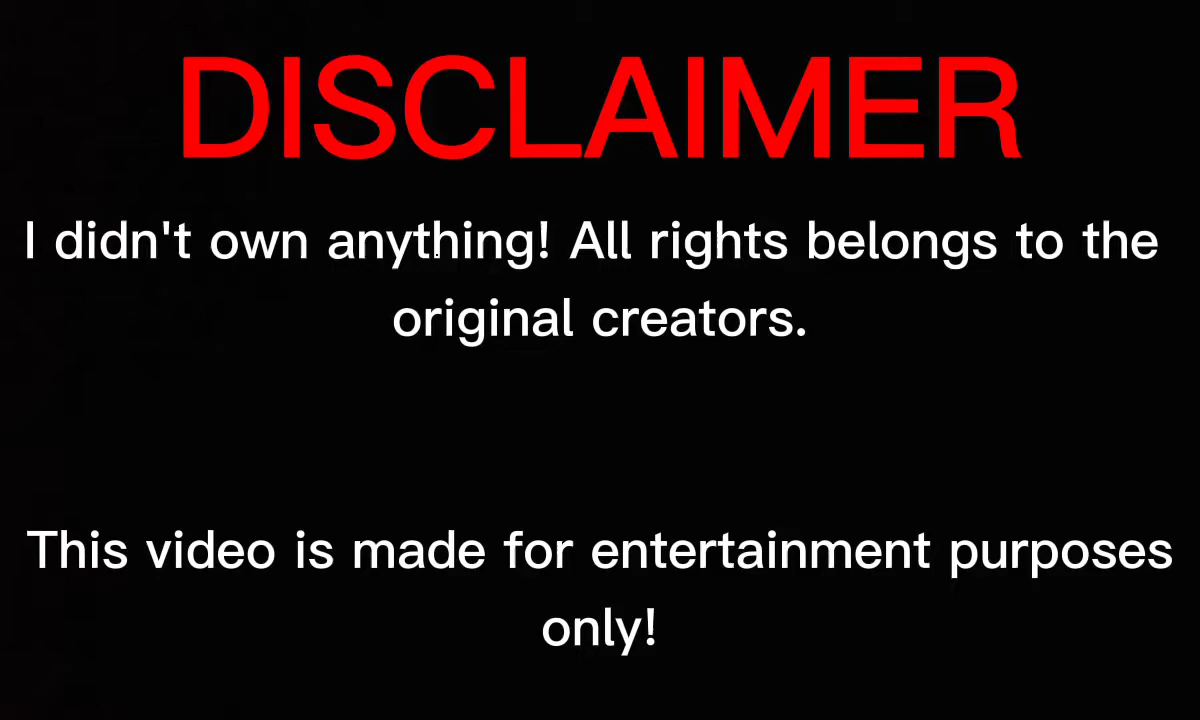 DISCLAIMER
I didn't own anything! All rights belongs to the
original creators.
This video is made for entertainment purposes
only!